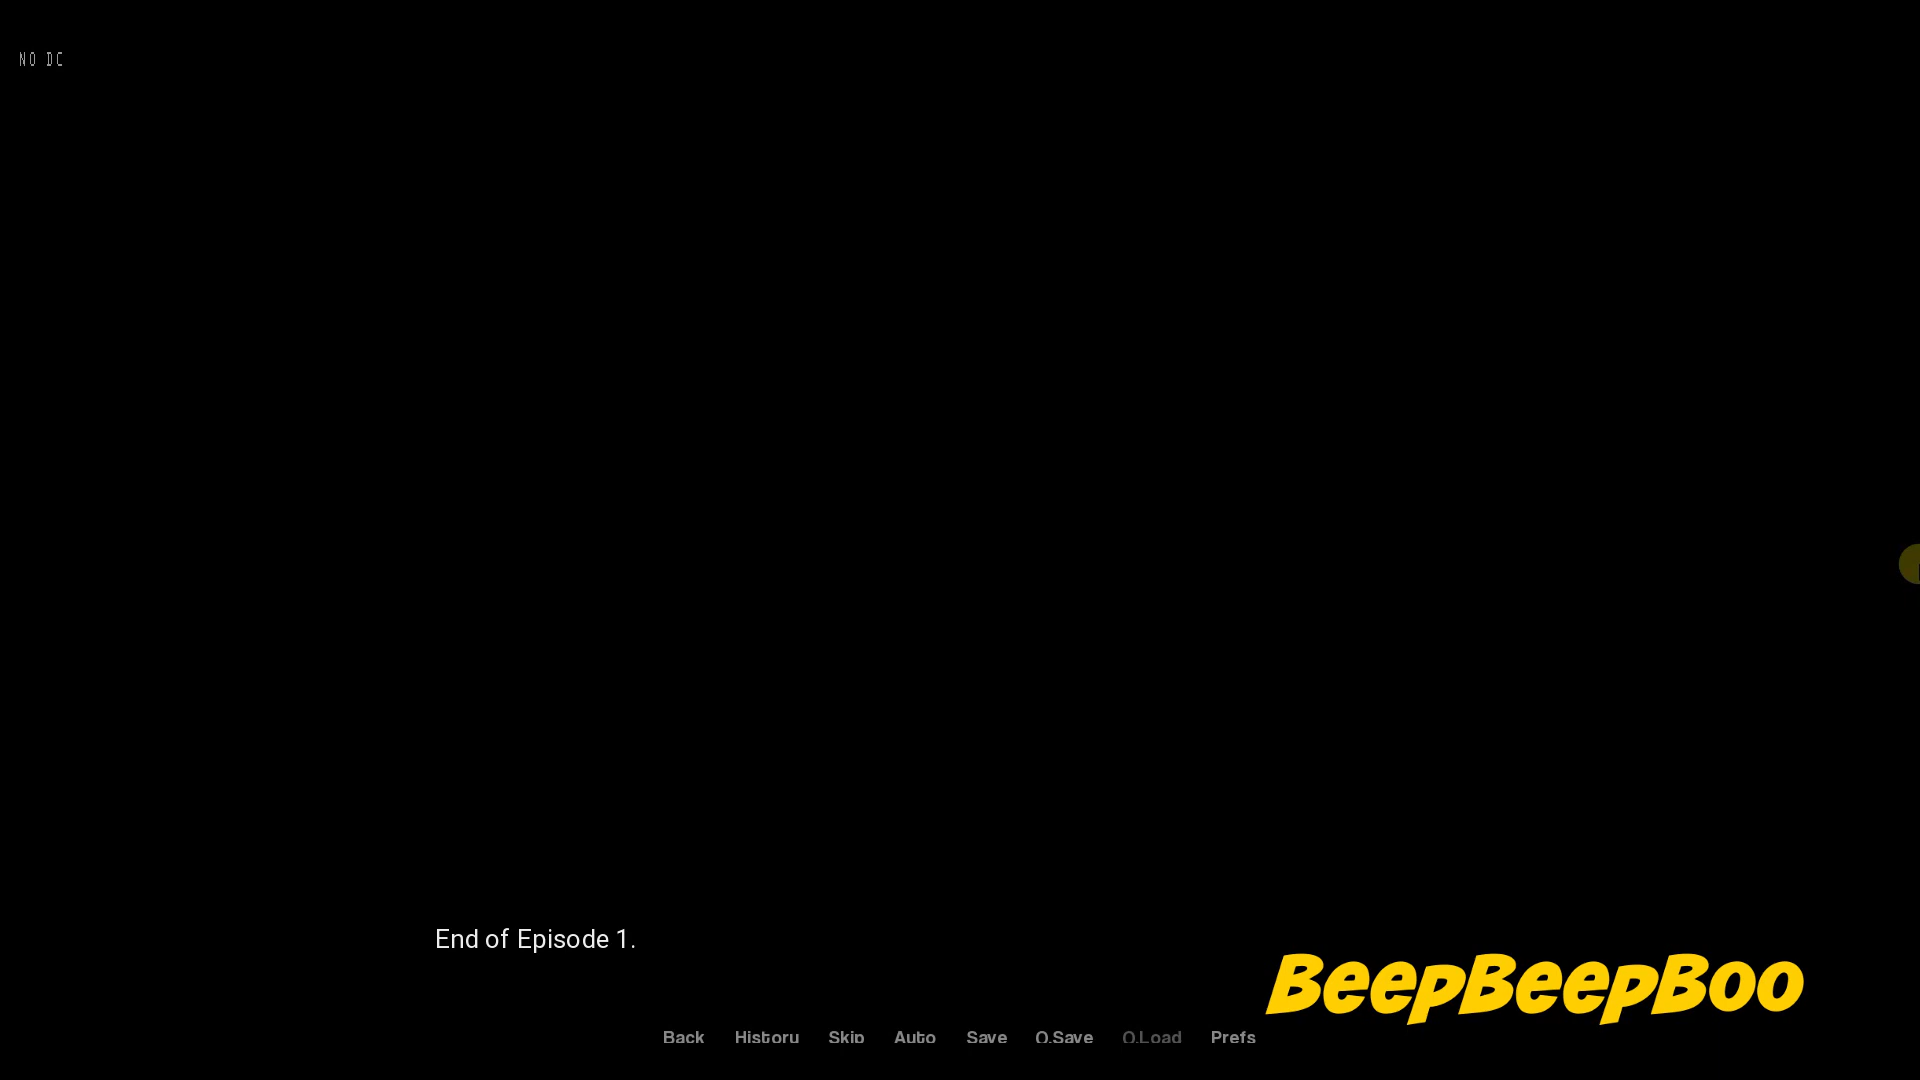 NO DC
End of Episode 1.
BeepBeepBoo
Back History Skip Auto Save Q.Save Q.Load Prefs